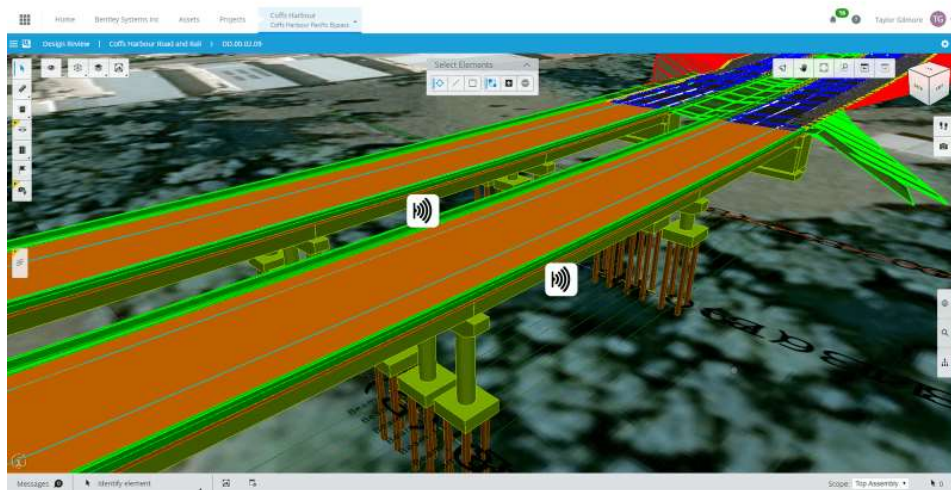 Home
Bentley Systems Inc
Assets
Projects
Coffs Harbour
Coffs Harbour Pacific Bypass
Taylor Gilmore
TG
Design Review | Coffs Harbour Road and Rail
Select Elements
Messages
Identify element
Scope:
Top Assembly
0